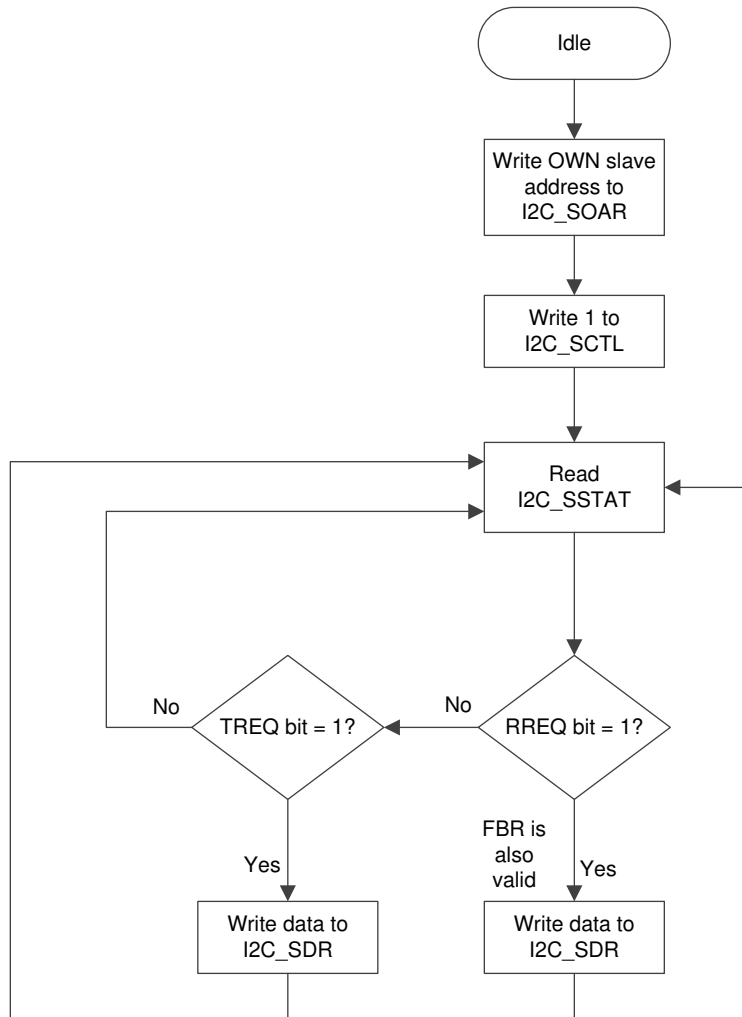 Idle
Write OWN slave
address to
I2C_SOAR
Write 1 to
I2C_SCTL
Read
I2C_SSTAT
No
TREQ bit = 1?
No
RREQ bit = 1?
Yes
FBR is
also
valid
Yes
Write data to
I2C_SDR
Write data to
I2C_SDR